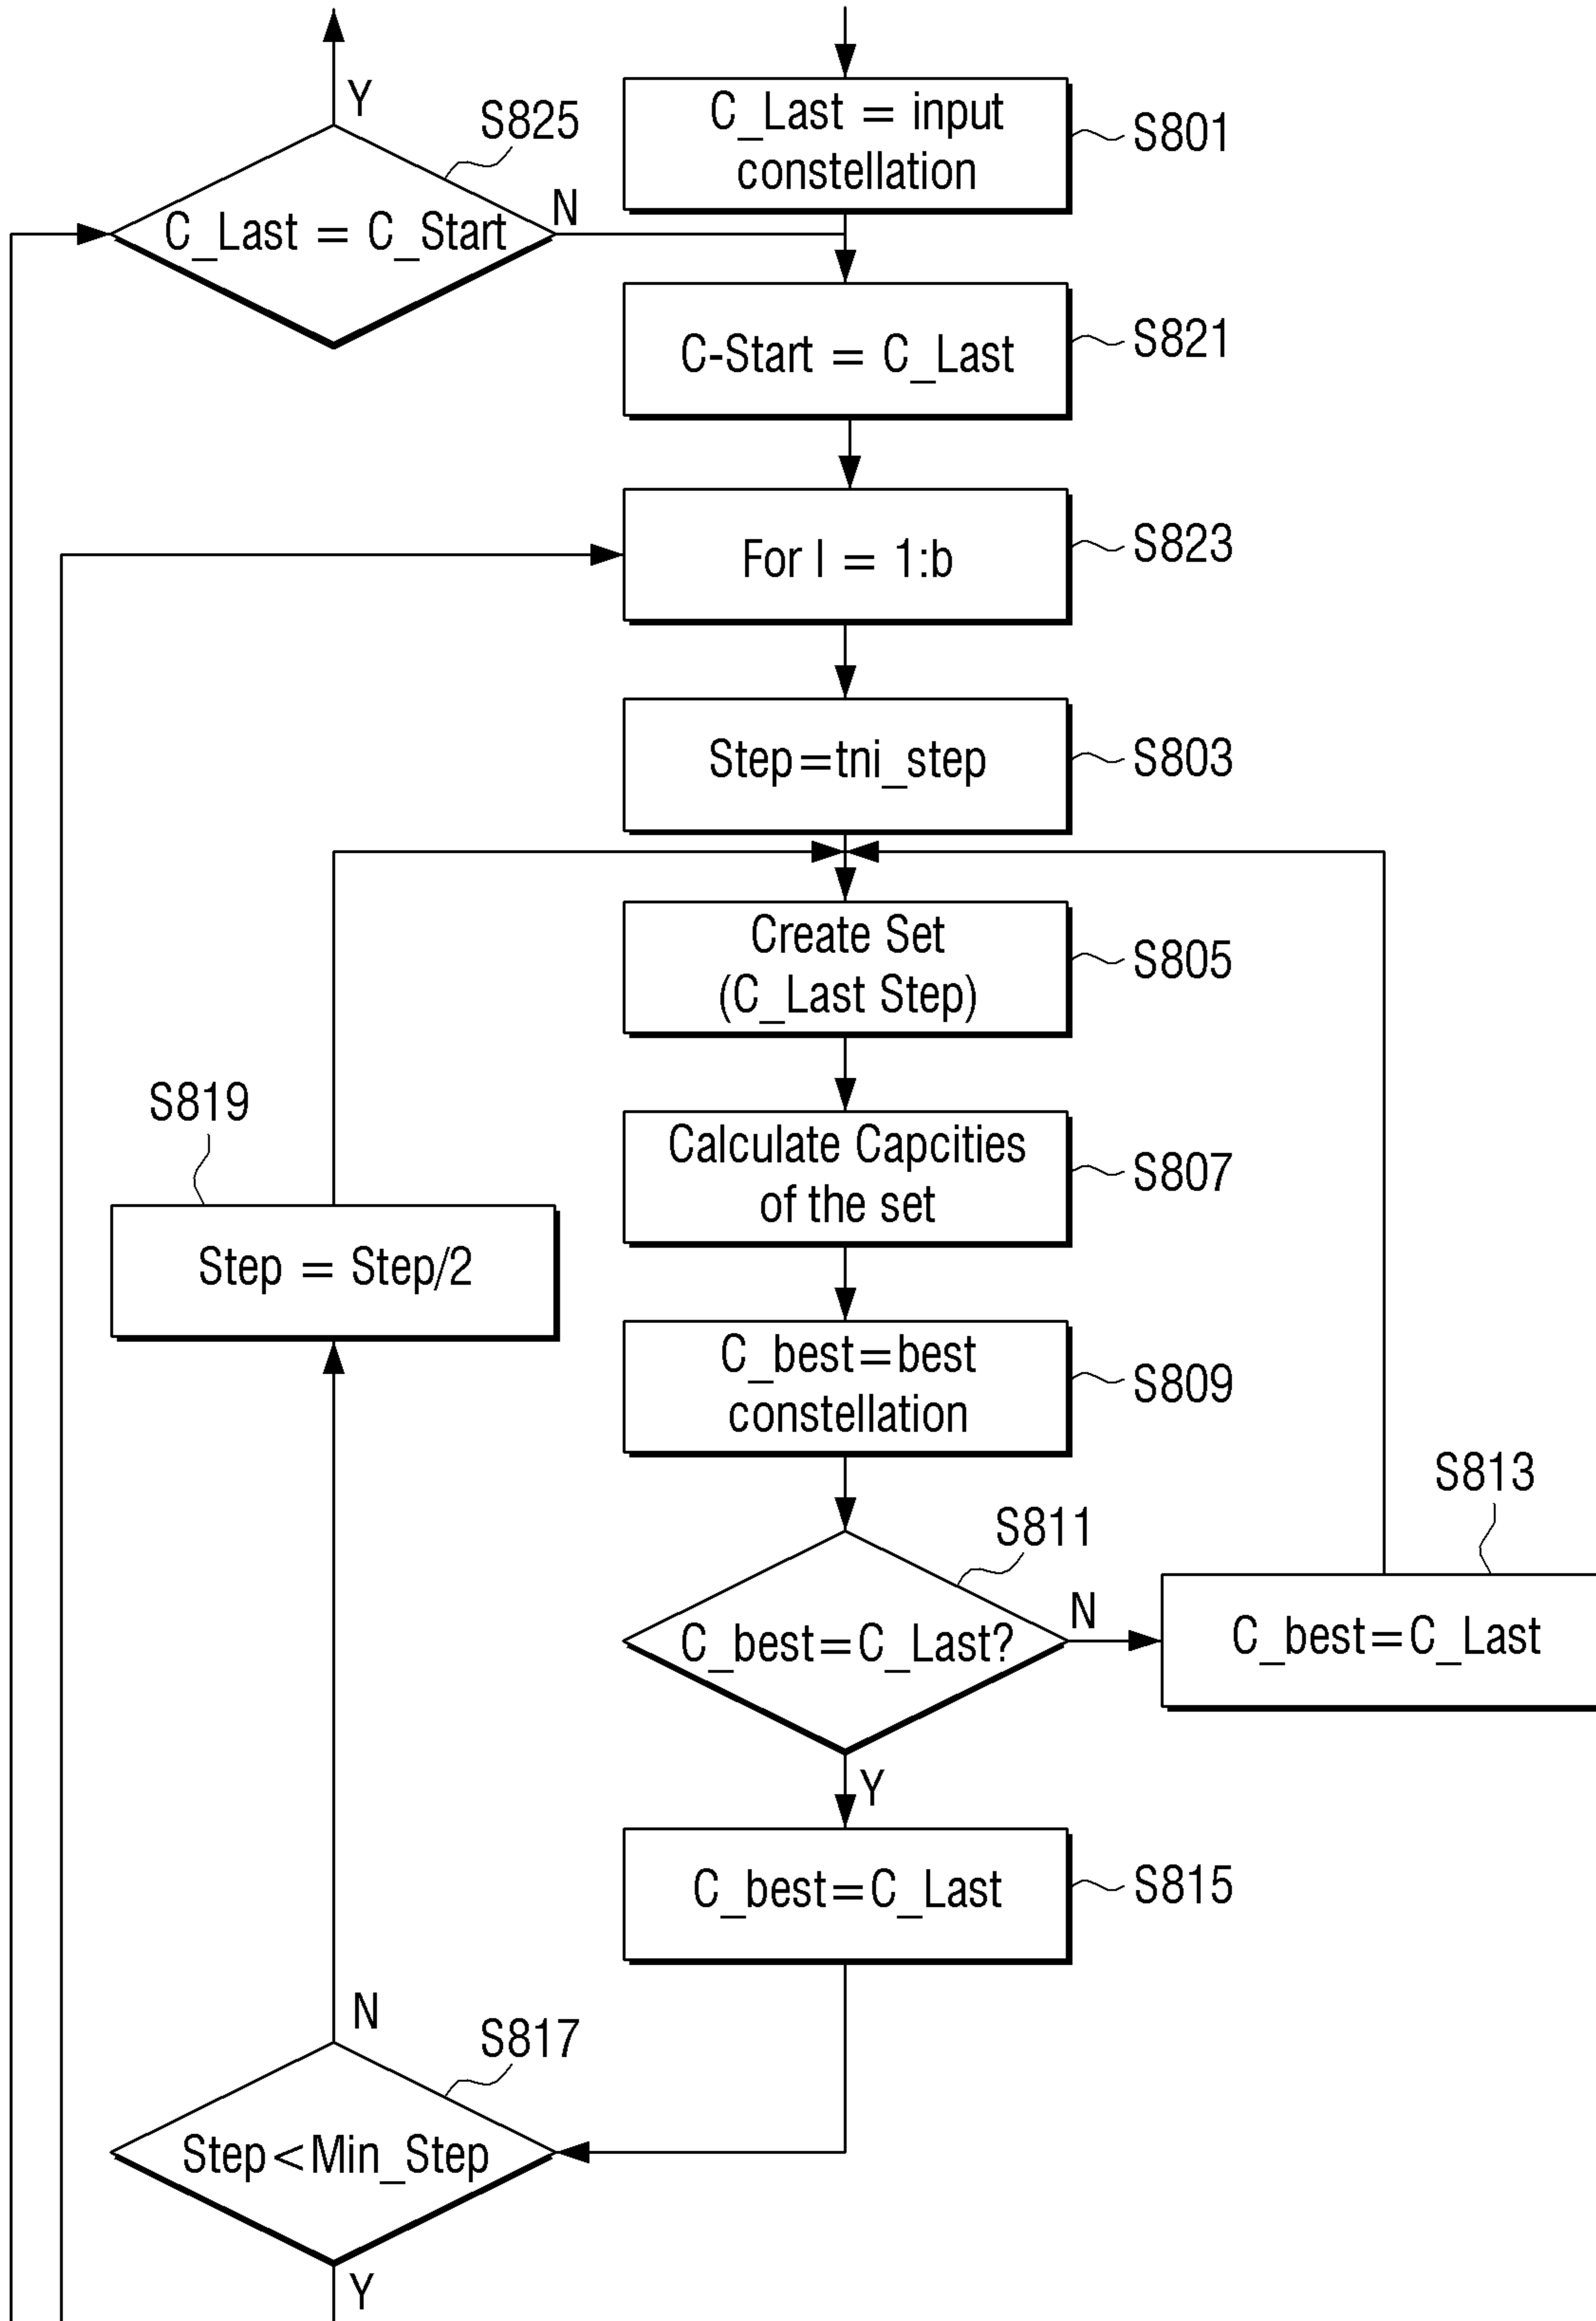 Y
S825
C_Last = C_Start
N
C_Last = input
constellation
S801
C-Start = C_Last
S821
For I = 1:b
S823
Step=tni_step
S803
Create Set
(C_Last Step)
S805
S819
Calculate Capcities
of the set
S807
Step = Step/2
C_best=best
constellation
S809
S813
S811
C_best=C_Last?
N
C_best=C_Last
Y
C_best=C_Last
S815
N
S817
Step<Min_Step
Y